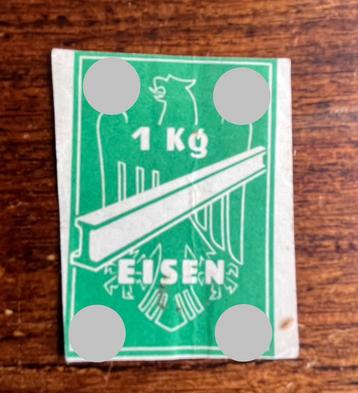 1 Kg
EISEN